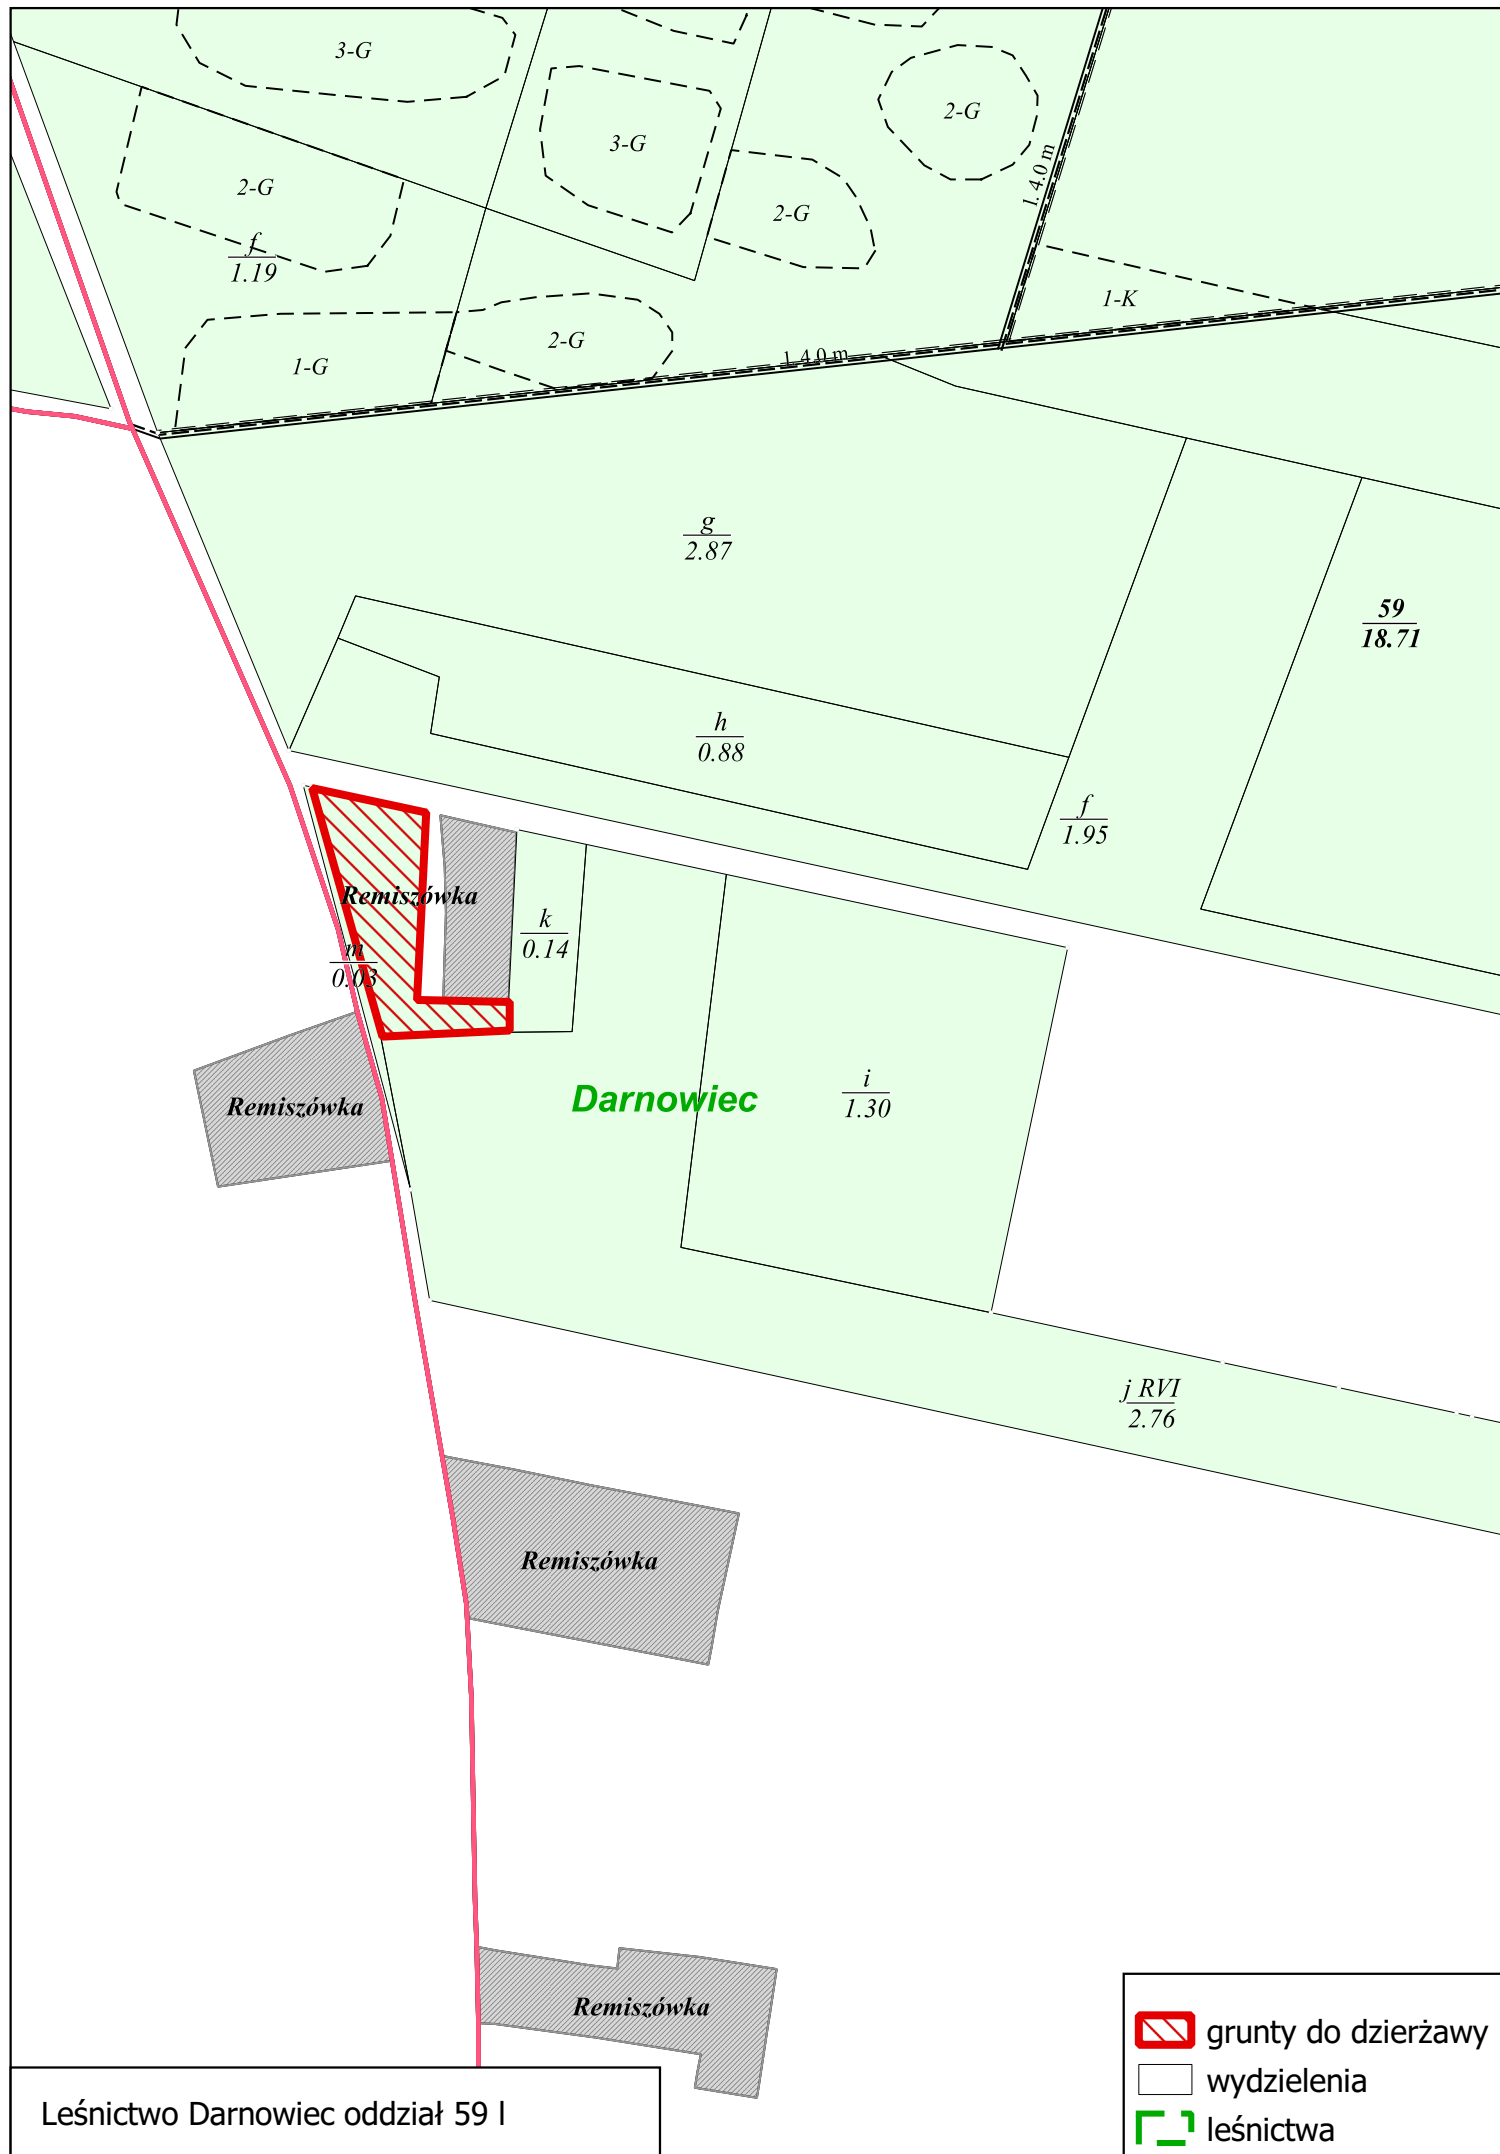 3-G
2-G
3-G
2-G
1.4.0 m
2-G
f
1.19
1-K
2-G
1.4.0 m
1-G
g
2.87
59
18.71
h
0.88
f
1.95
Remiszówka
k
0.14
m
0.03
Remiszówka
Darnowiec
i
1.30
j RVI
2.76
Remiszówka
Remiszówka
grunty do dzierżawy
wydzielenia
leśnictwa
Leśnictwo Darnowiec oddział 59 l